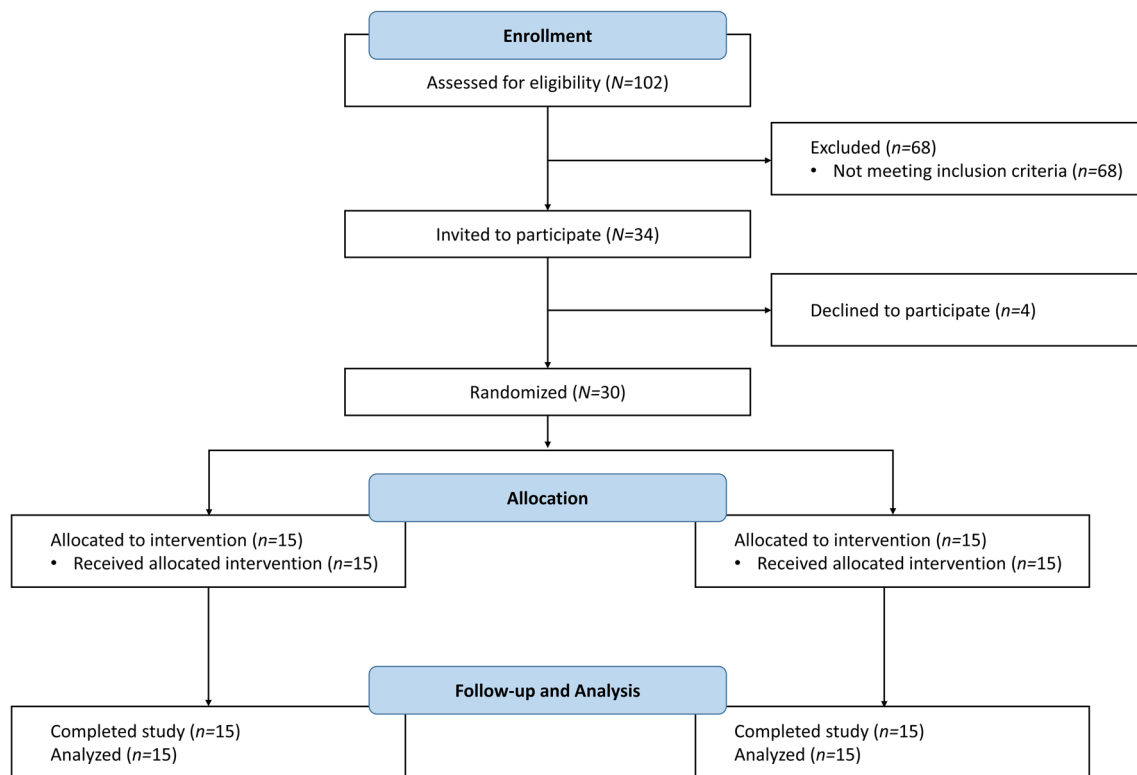 Enrollment
Assessed for eligibility (N=102)
Excluded (n=68)
• Not meeting inclusion criteria (n=68)
Invited to participate (N=34)
Declined to participate (n=4)
Randomized (N=30)
Allocation
Allocated to intervention (n=15)
• Received allocated intervention (n=15)
Allocated to intervention (n=15)
• Received allocated intervention (n=15)
Follow-up and Analysis
Completed study (n=15)
Analyzed (n=15)
Completed study (n=15)
Analyzed (n=15)